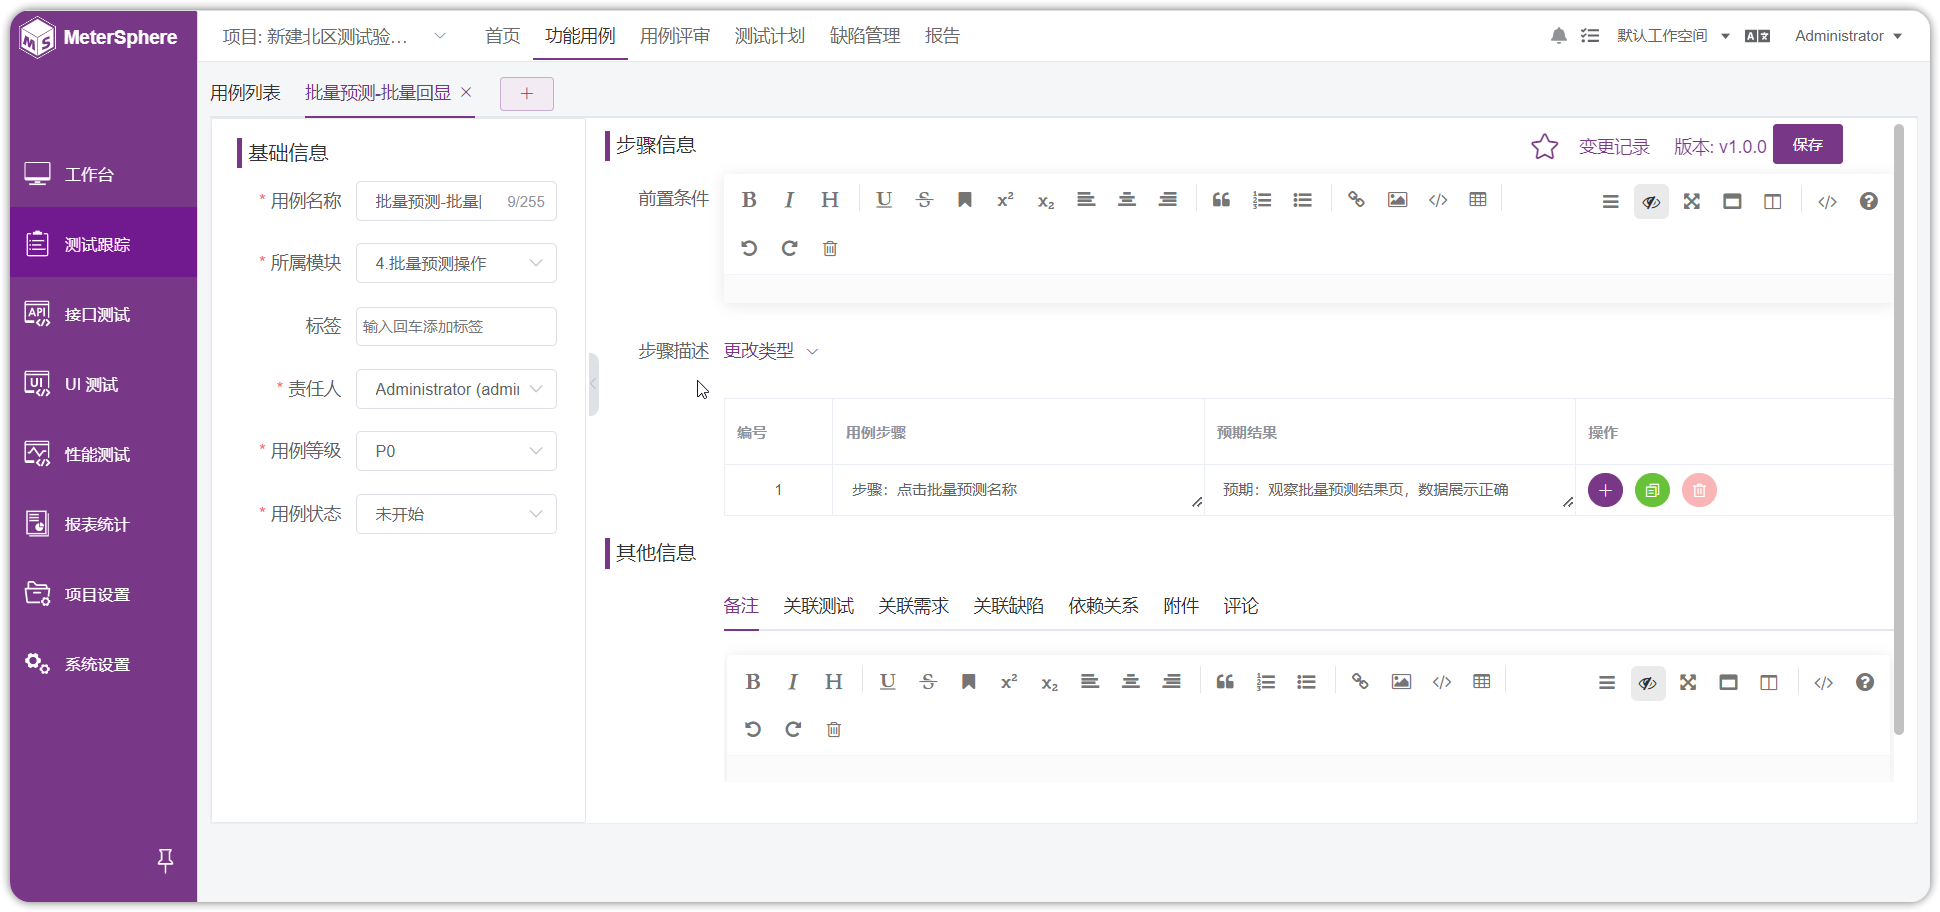 MeterSphere
项目: 新建北区测试验...
首页
功能用例
用例评审
测试计划
缺陷管理
报告
默认工作空间
Administrator
用例列表
批量预测-批量回显
工作台
测试跟踪
接口测试
UI 测试
性能测试
报表统计
项目设置
系统设置
基础信息
* 用例名称
批量预测-批量
9/255
* 所属模块
4.批量预测操作
标签
输入回车添加标签
* 责任人
Administrator (admi
* 用例等级
P0
* 用例状态
未开始
步骤信息
变更记录
版本: v1.0.0
保存
前置条件
步骤描述
更改类型
编号
用例步骤
预期结果
操作
1
步骤：点击批量预测名称
预期：观察批量预测结果页，数据展示正确
其他信息
备注
关联测试
关联需求
关联缺陷
依赖关系
附件
评论